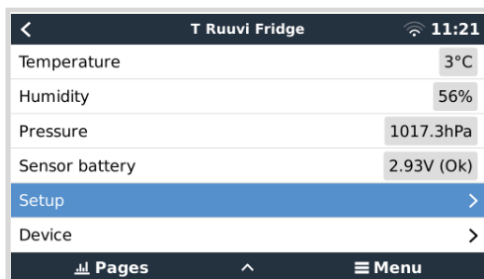 T Ruuvi Fridge 11:21
Temperature 3°C
Humidity 56%
Pressure 1017.3hPa
Sensor battery 2.93V (Ok)
Setup
Device
Pages Menu